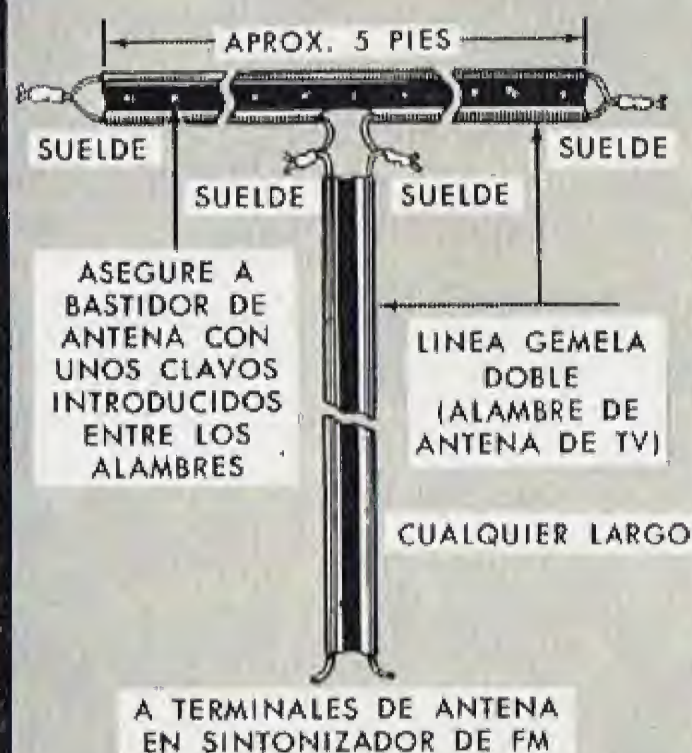 APROX. 5 PIES
SUELDE
SUELDE
SUELDE
SUELDE
ASEGURE A
BASTIDOR DE
ANTENA CON
UNOS CLAVOS
INTRODUCIDOS
ENTRE LOS
ALAMBRES
LINEA GEMELA
DOBLE
(ALAMBRE DE
ANTENA DE TV)
CUALQUIER LARGO
A TERMINALES DE ANTENA
EN SINTONIZADOR DE FM